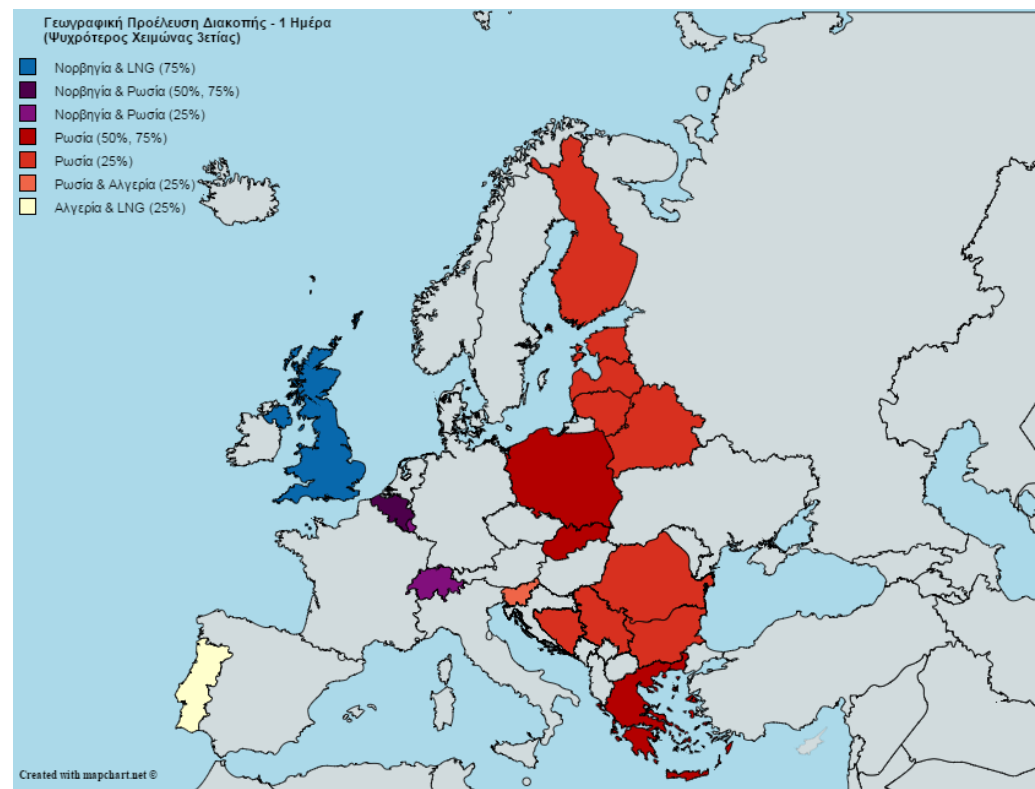 Γεωγραφική Προέλευση Διακοπής - 1 Ημέρα
(Ψυχρότερος Χειμώνας 3ετίας)
Νορβηγία & LNG (75%)
Νορβηγία & Ρωσία (50%, 75%)
Νορβηγία & Ρωσία (25%)
Ρωσία (50%, 75%)
Ρωσία (25%)
Ρωσία & Αλγερία (25%)
Αλγερία & LNG (25%)
Created with mapchart.net ©